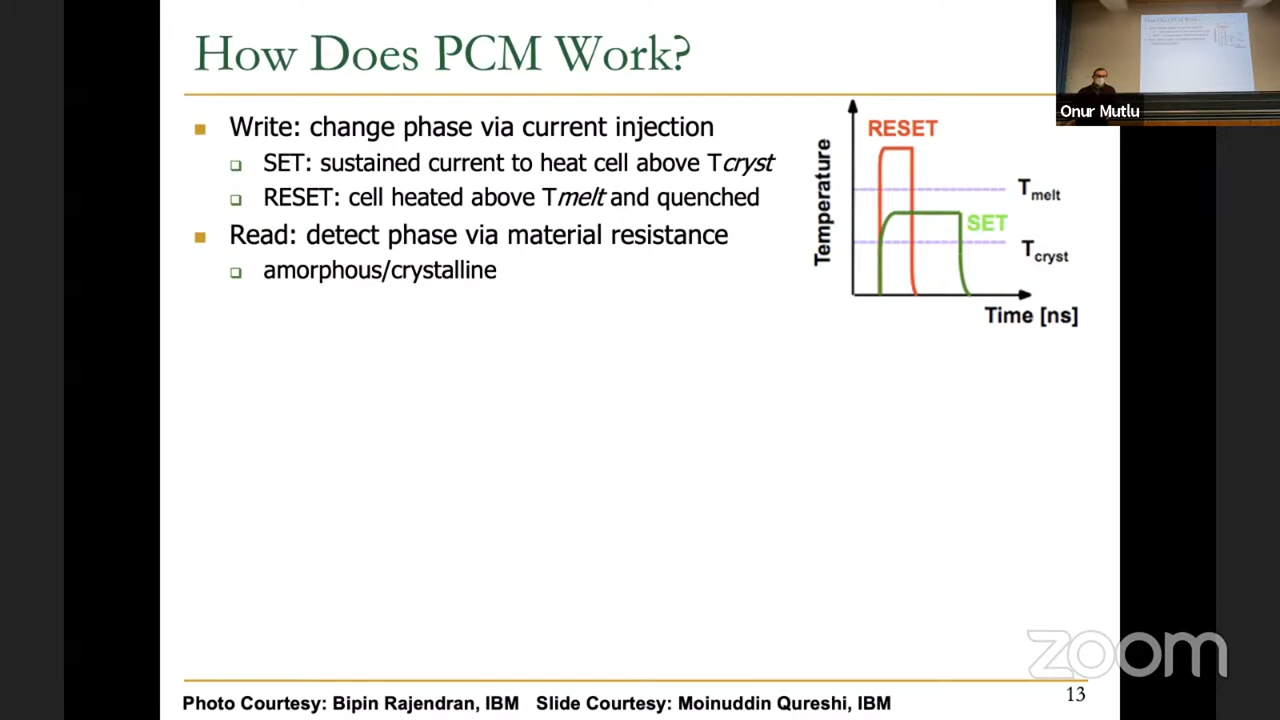 How Does PCM Work?
Write: change phase via current injection
SET: sustained current to heat cell above Tcryst
RESET: cell heated above Tmelt and quenched
Read: detect phase via material resistance
amorphous/crystalline
RESET
Temperature
Tmelt
SET
Tcryst
Time [ns]
Onur Mutlu
zoom
Photo Courtesy: Bipin Rajendran, IBM Slide Courtesy: Moinuddin Qureshi, IBM
13